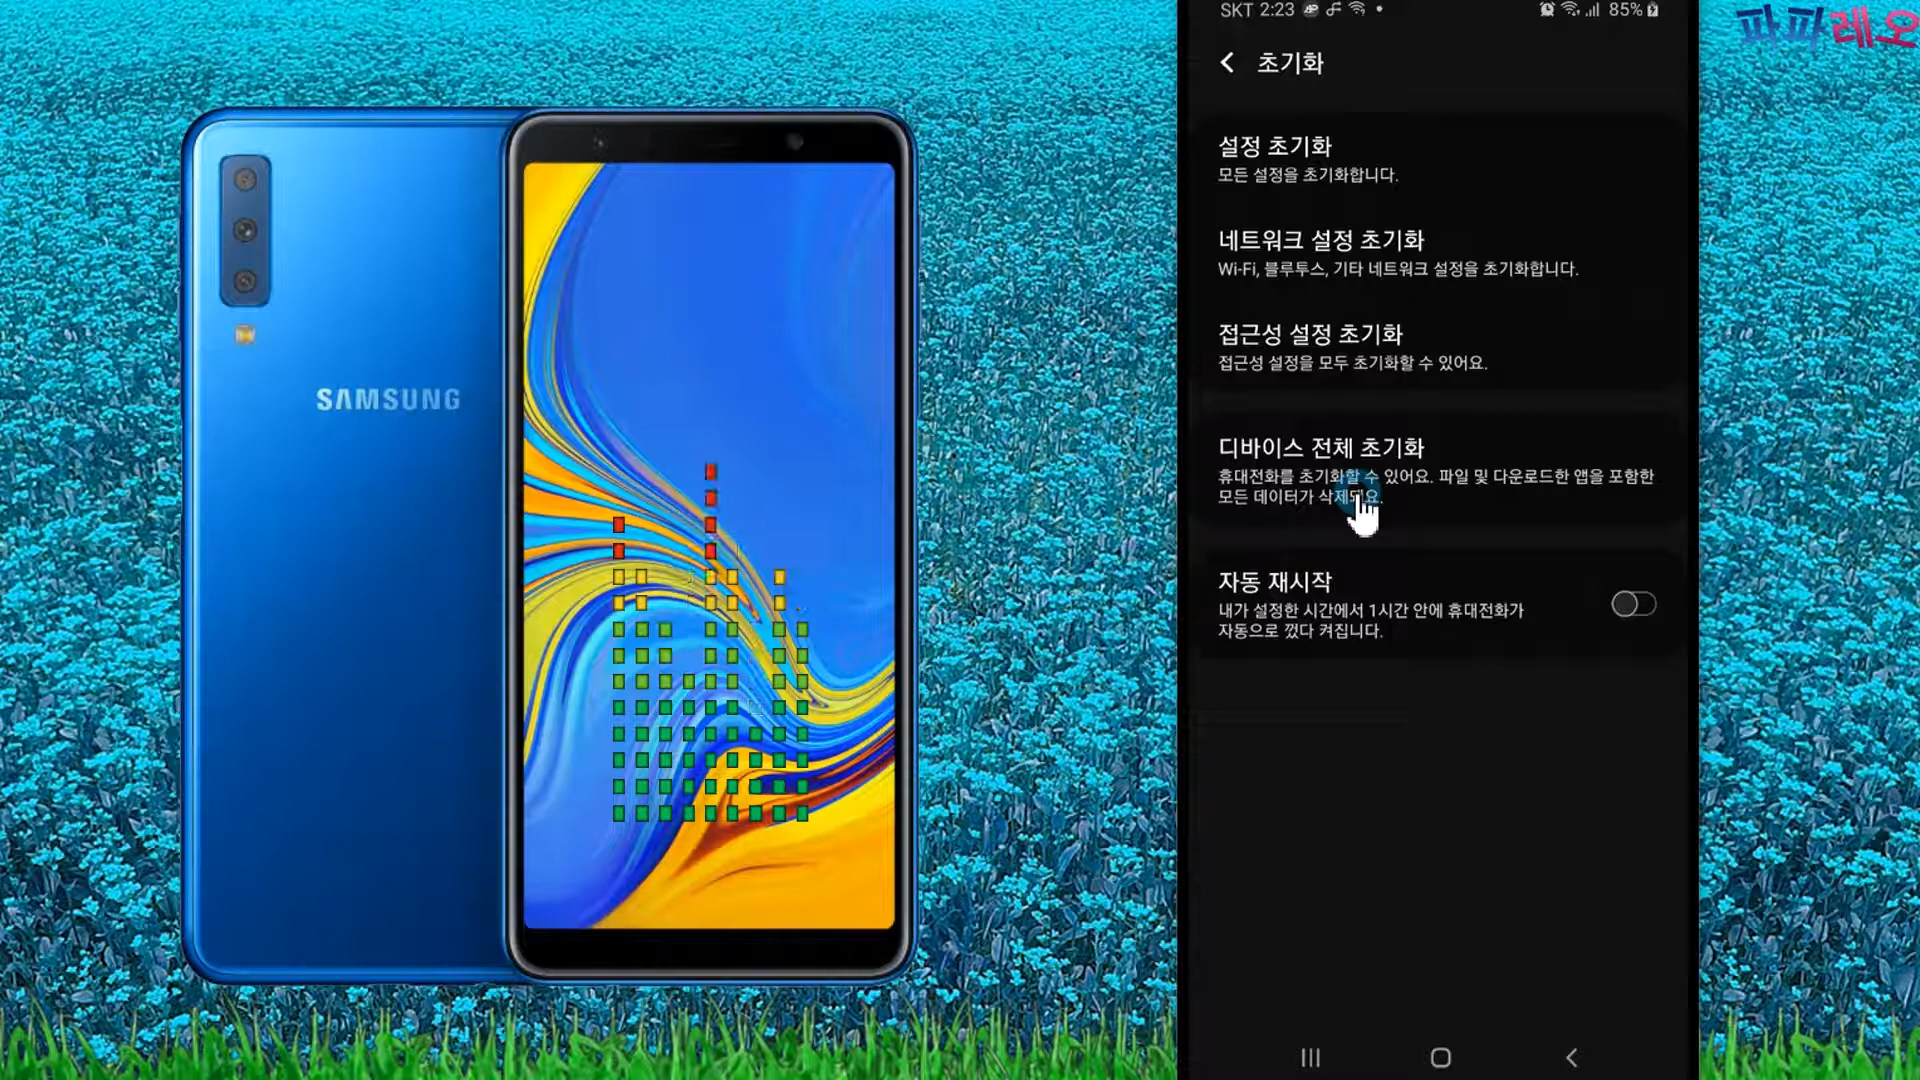 파파레오
SAMSUNG
SKT 2:23
85%
초기화
설정 초기화
모든 설정을 초기화합니다.
네트워크 설정 초기화
Wi-Fi, 블루투스, 기타 네트워크 설정을 초기화합니다.
접근성 설정 초기화
접근성 설정을 모두 초기화할 수 있어요.
디바이스 전체 초기화
휴대전화를 초기화할 수 있어요. 파일 및 다운로드한 앱을 포함한
모든 데이터가 삭제돼요.
자동 재시작
내가 설정한 시간에서 1시간 안에 휴대전화가
자동으로 껐다 켜집니다.